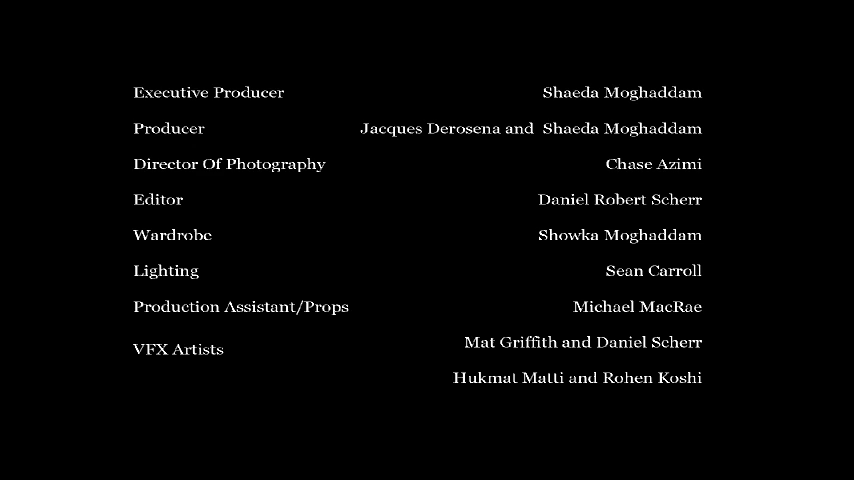 Executive Producer Shaeda Moghaddam
Producer Jacques Derosena and Shaeda Moghaddam
Director Of Photography Chase Azimi
Editor Daniel Robert Scherr
Wardrobe Showka Moghaddam
Lighting Sean Carroll
Production Assistant/Props Michael MacRae
VFX Artists Mat Griffith and Daniel Scherr
Hukmat Matti and Rohen Koshi